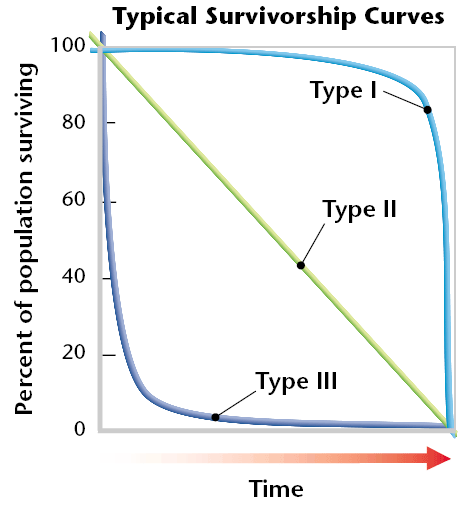 Typical Survivorship Curves
Percent of population surviving
100
80
60
40
20
0
Type I
Type II
Type III
Time